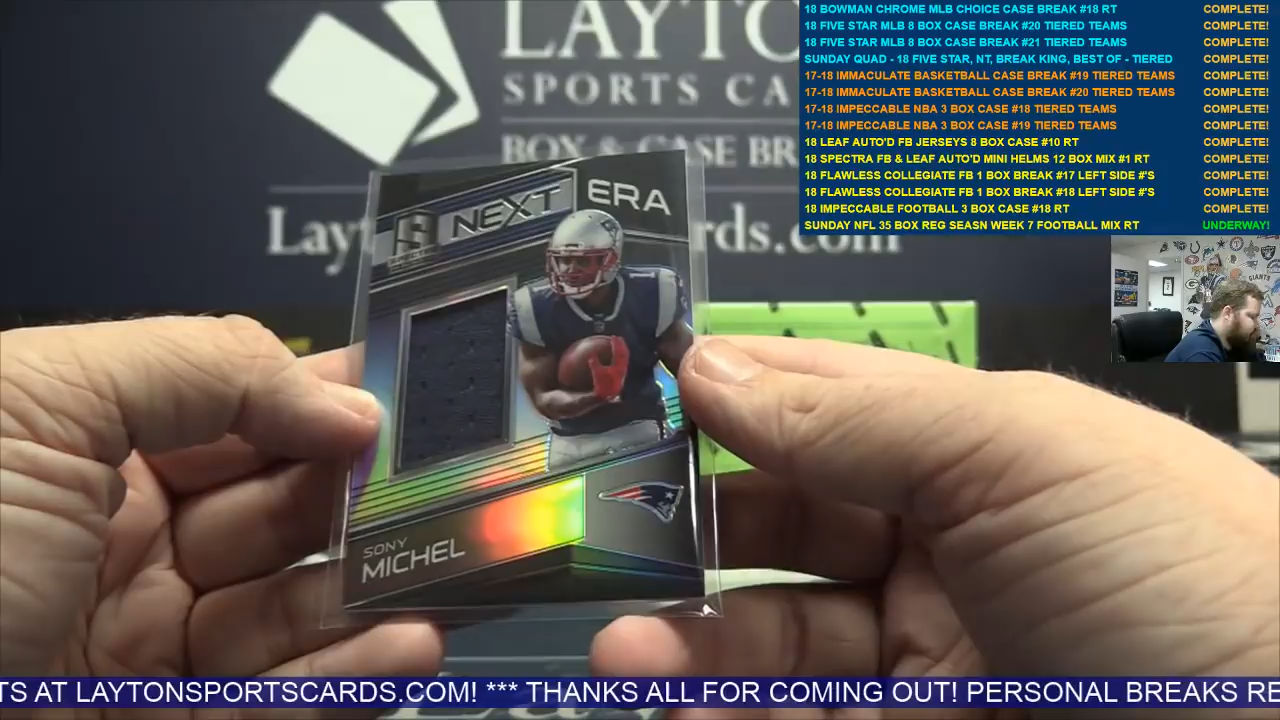 18 BOWMAN CHROME MLB CHOICE CASE BREAK #18 RT COMPLETE!
18 FIVE STAR MLB 8 BOX CASE BREAK #20 TIERED TEAMS COMPLETE!
18 FIVE STAR MLB 8 BOX CASE BREAK #21 TIERED TEAMS COMPLETE!
SUNDAY QUAD - 18 FIVE STAR, NT, BREAK KING, BEST OF - TIERED COMPLETE!
17-18 IMMACULATE BASKETBALL CASE BREAK #19 TIERED TEAMS COMPLETE!
17-18 IMMACULATE BASKETBALL CASE BREAK #20 TIERED TEAMS COMPLETE!
17-18 IMPECCABLE NBA 3 BOX CASE #18 TIERED TEAMS COMPLETE!
17-18 IMPECCABLE NBA 3 BOX CASE #19 TIERED TEAMS COMPLETE!
18 LEAF AUTO'D FB JERSEYS 8 BOX CASE #10 RT COMPLETE!
18 SPECTRA FB & LEAF AUTO'D MINI HELMS 12 BOX MIX #1 RT COMPLETE!
18 FLAWLESS COLLEGIATE FB 1 BOX BREAK #17 LEFT SIDE #'S COMPLETE!
18 FLAWLESS COLLEGIATE FB 1 BOX BREAK #18 LEFT SIDE #'S COMPLETE!
18 IMPECCABLE FOOTBALL 3 BOX CASE #18 RT COMPLETE!
SUNDAY NFL 35 BOX REG SEASN WEEK 7 FOOTBALL MIX RT UNDERWAY!
LAYTO
SPORTS CA
BOX & CASE BR
Layt
rds.com!
NEXT ERA
SONY
MICHEL
TS AT LAYTONSPORTSCARDS.COM! *** THANKS ALL FOR COMING OUT! PERSONAL BREAKS RE